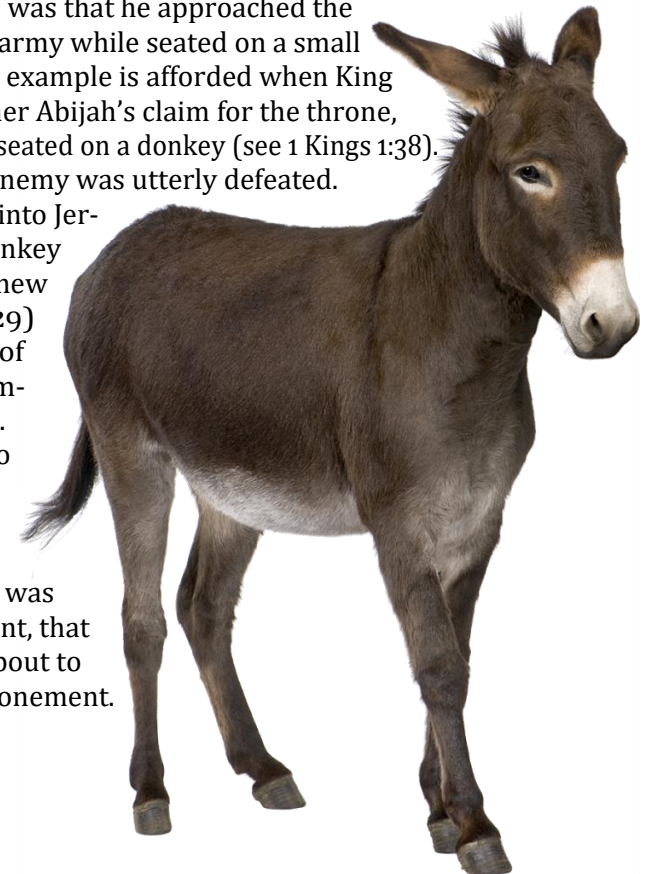 was that he approached the
army while seated on a small
example is afforded when King
her Abijah’s claim for the throne,
seated on a donkey (see 1 Kings 1:38).
nemy was utterly defeated.
into Jer-
nkey
hew
29)
of
m-
.
o
was
nt, that
bout to
onement.